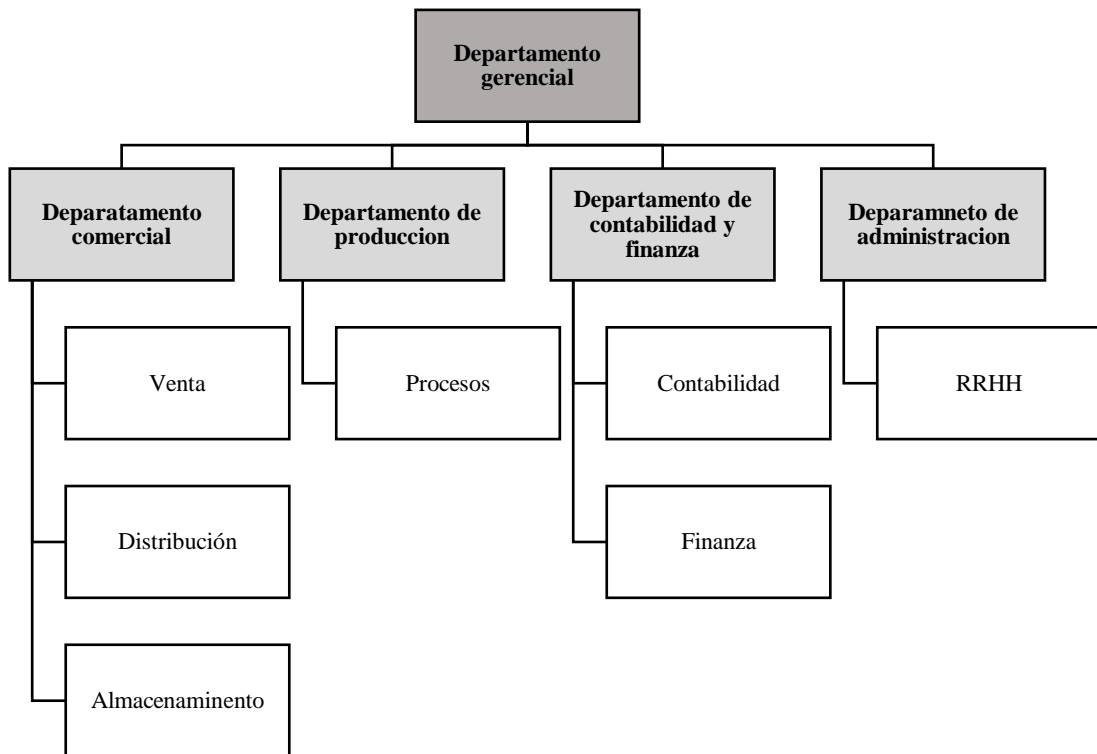 Departamento
gerencial
Deparatamento
comercial
Departamento de
produccion
Departamento de
contabilidad y
finanza
Deparamneto de
administracion
Venta
Procesos
Contabilidad
RRHH
Distribución
Finanza
Almacenaminento